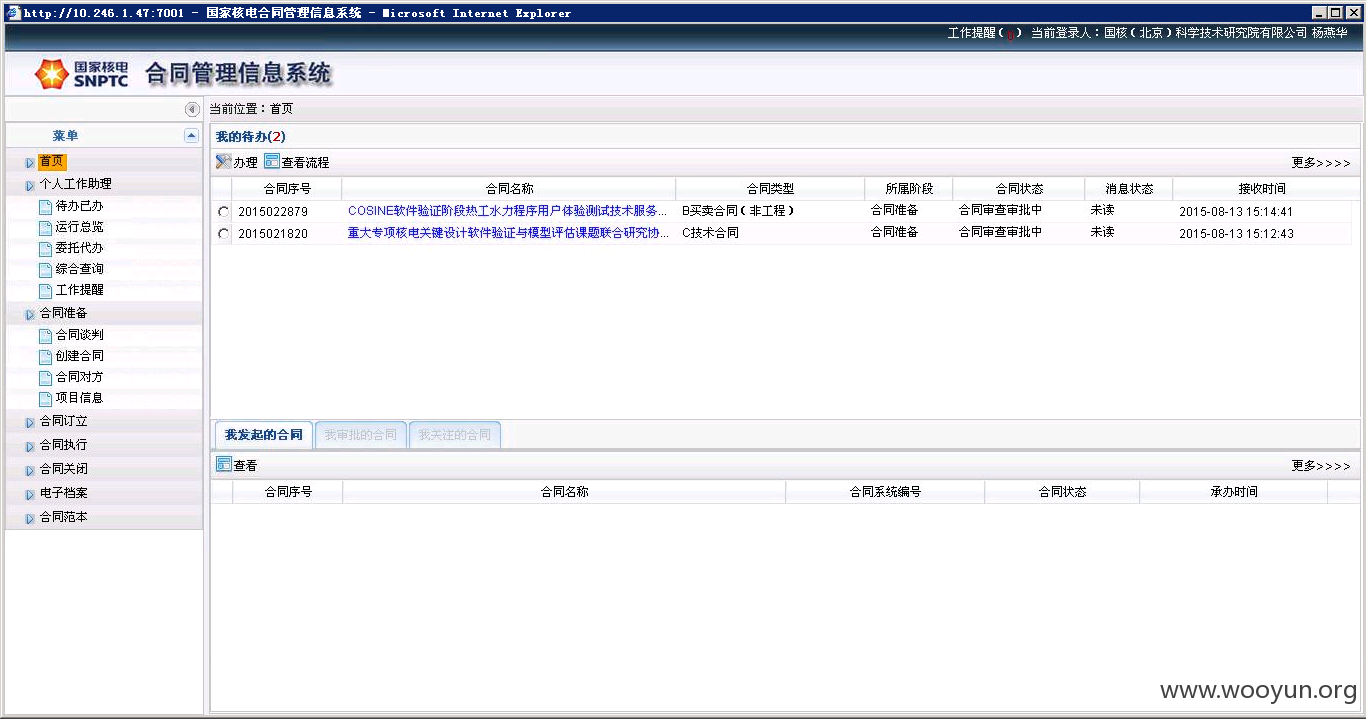 http://10.246.1.47:7001 - 国家核电合同管理信息系统 - Microsoft Internet Explorer
工作提醒( 0 ) 当前登录人：国核（北京）科学技术研究院有限公司 杨燕华
国家核电 SNPTC 合同管理信息系统
当前位置：首页
菜单
首页
个人工作助理
待办已办
运行总览
委托代办
综合查询
工作提醒
合同准备
合同谈判
创建合同
合同对方
项目信息
合同订立
合同执行
合同关闭
电子档案
合同范本
我的待办(2)
办理 查看流程 更多>>>>
合同序号 合同名称 合同类型 所属阶段 合同状态 消息状态 接收时间
2015022879 COSINE软件验证阶段热工水力程序用户体验测试技术服务... B买卖合同（非工程） 合同准备 合同审查审批中 未读 2015-08-13 15:14:41
2015021820 重大专项核电关键设计软件验证与模型评估课题联合研究协... C技术合同 合同准备 合同审查审批中 未读 2015-08-13 15:12:43
我发起的合同 我审批的合同 我关注的合同
查看 更多>>>>
合同序号 合同名称 合同系统编号 合同状态 承办时间
www.wooyun.org